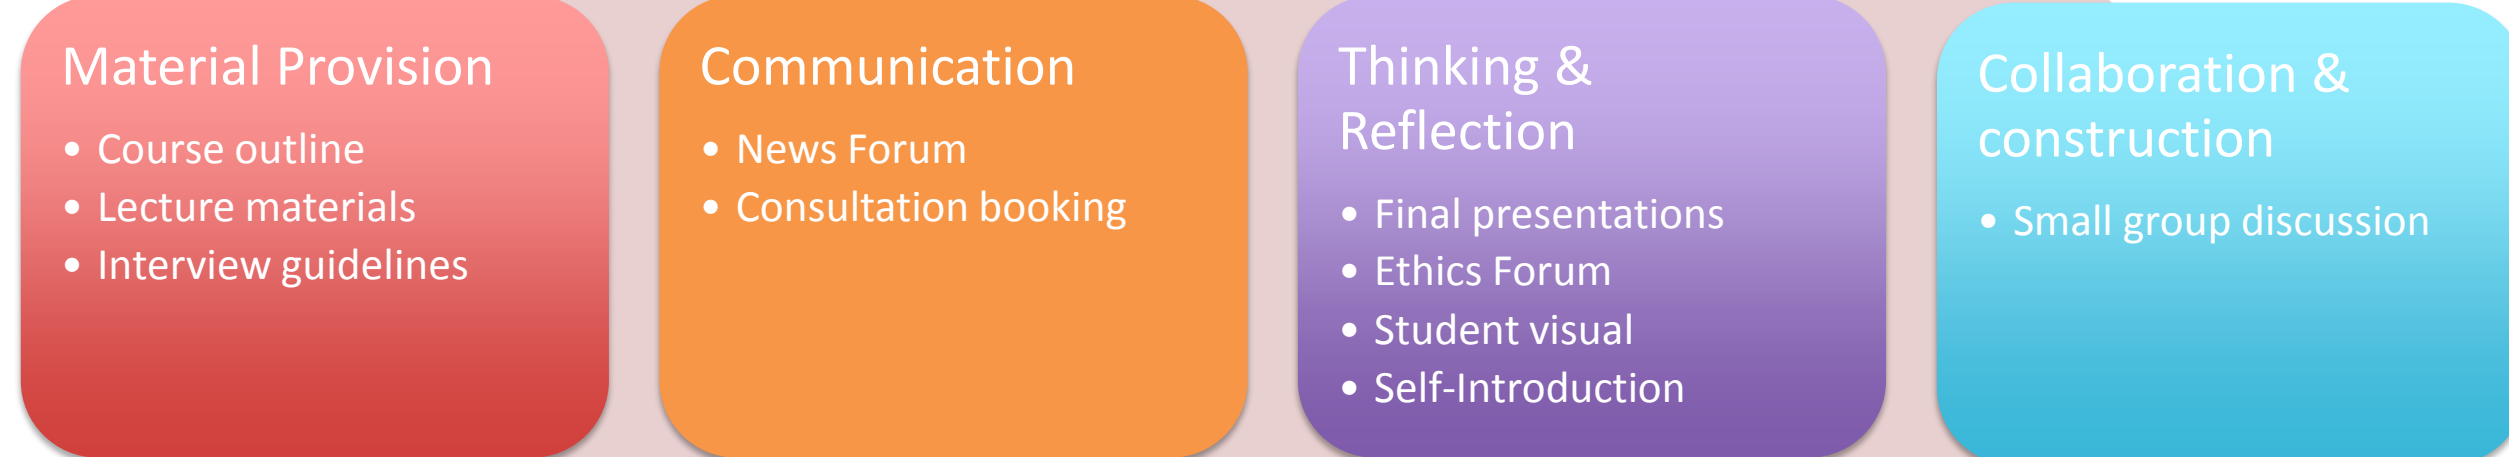 Material Provision
• Course outline
• Lecture materials
• Interview guidelines
Communication
• News Forum
• Consultation booking
Thinking &
Reflection
• Final presentations
• Ethics Forum
• Student visual
• Self-Introduction
Collaboration &
construction
• Small group discussion